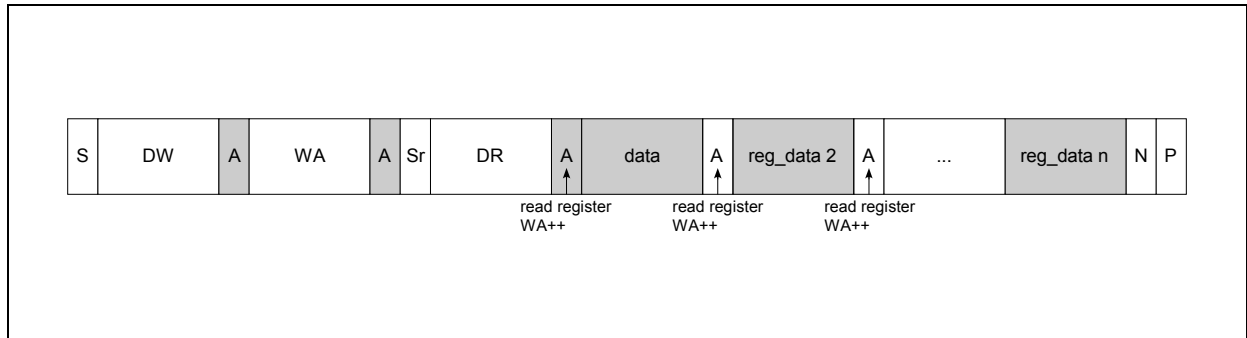 S DW A WA A Sr DR A data A reg_data 2 A ... reg_data n N P
read register read register read register
WA++ WA++ WA++